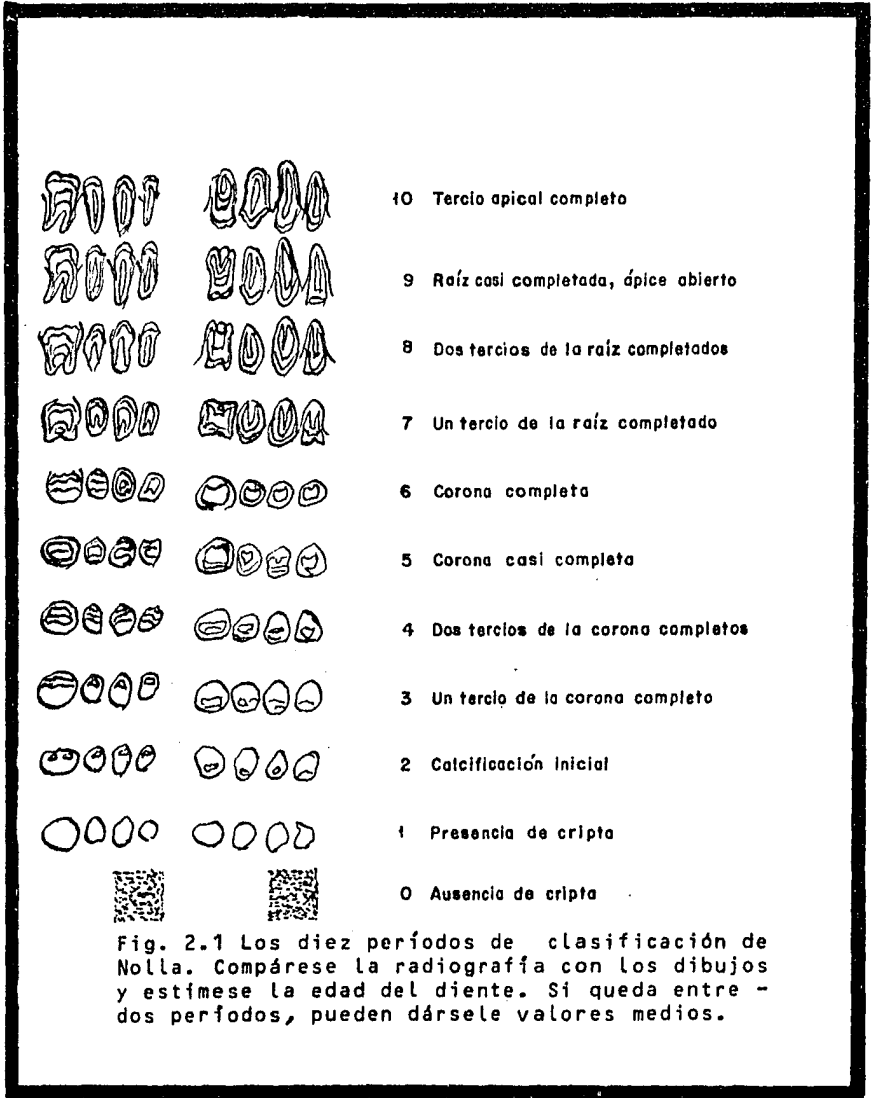 10 Tercio apical completo
9 Raíz casi completada, ápice abierto
8 Dos tercios de la raíz completados
7 Un tercio de la raíz completado
6 Corona completa
5 Corona casi completa
4 Dos tercios de la corona completos
3 Un tercio de la corona completo
2 Calcificación inicial
1 Presencia de cripta
0 Ausencia de cripta
Fig. 2.1 Los diez períodos de clasificación de
Nolla. Compárese la radiografía con los dibujos
y estímese la edad del diente. Si queda entre -
dos períodos, pueden dársele valores medios.